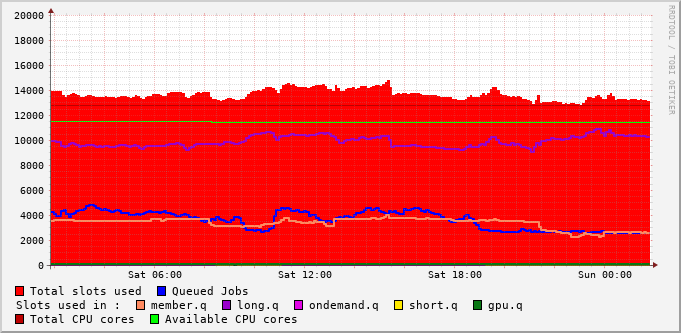 RRDTOOL / TOBI OETIKER
20000
18000
16000
14000
12000
10000
8000
6000
4000
2000
0
Sat 06:00 Sat 12:00 Sat 18:00 Sun 00:00
Total slots used Queued Jobs
Slots used in : member.q long.q ondemand.q short.q gpu.q
Total CPU cores Available CPU cores